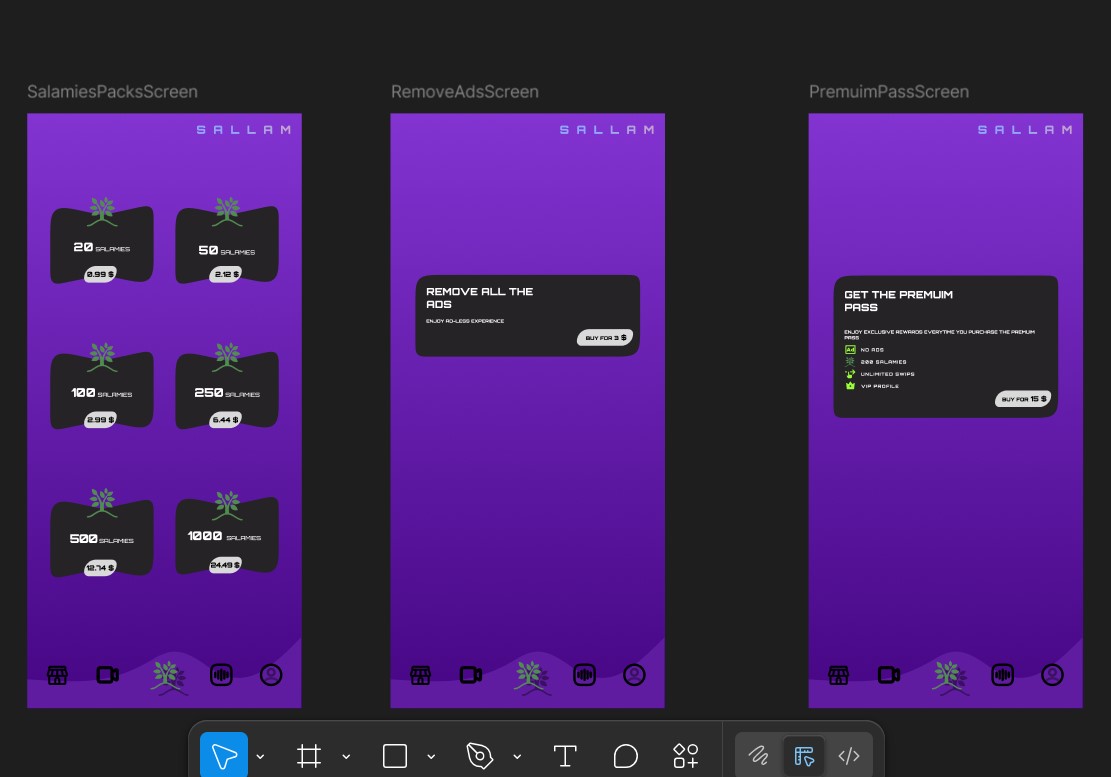 SalamiesPacksScreen
SALLAM
20 SALAMIES
0.99 $
50 SALAMIES
2.12 $
100 SALAMIES
2.99 $
250 SALAMIES
6.44 $
500 SALAMIES
12.74 $
1000 SALAMIES
24.49 $
RemoveAdsScreen
SALLAM
REMOVE ALL THE
ADS
ENJOY AD-LESS EXPERIENCE
BUY FOR 3 $
PremuimPassScreen
SALLAM
GET THE PREMUIM
PASS
ENJOY EXCLUSIVE REWARDS EVERYTIME YOU PURCHASE THE PREMUIM
PASS
Ad NO ADS
200 SALAMIES
UNLIMITED SWIPS
VIP PROFILE
BUY FOR 15 $